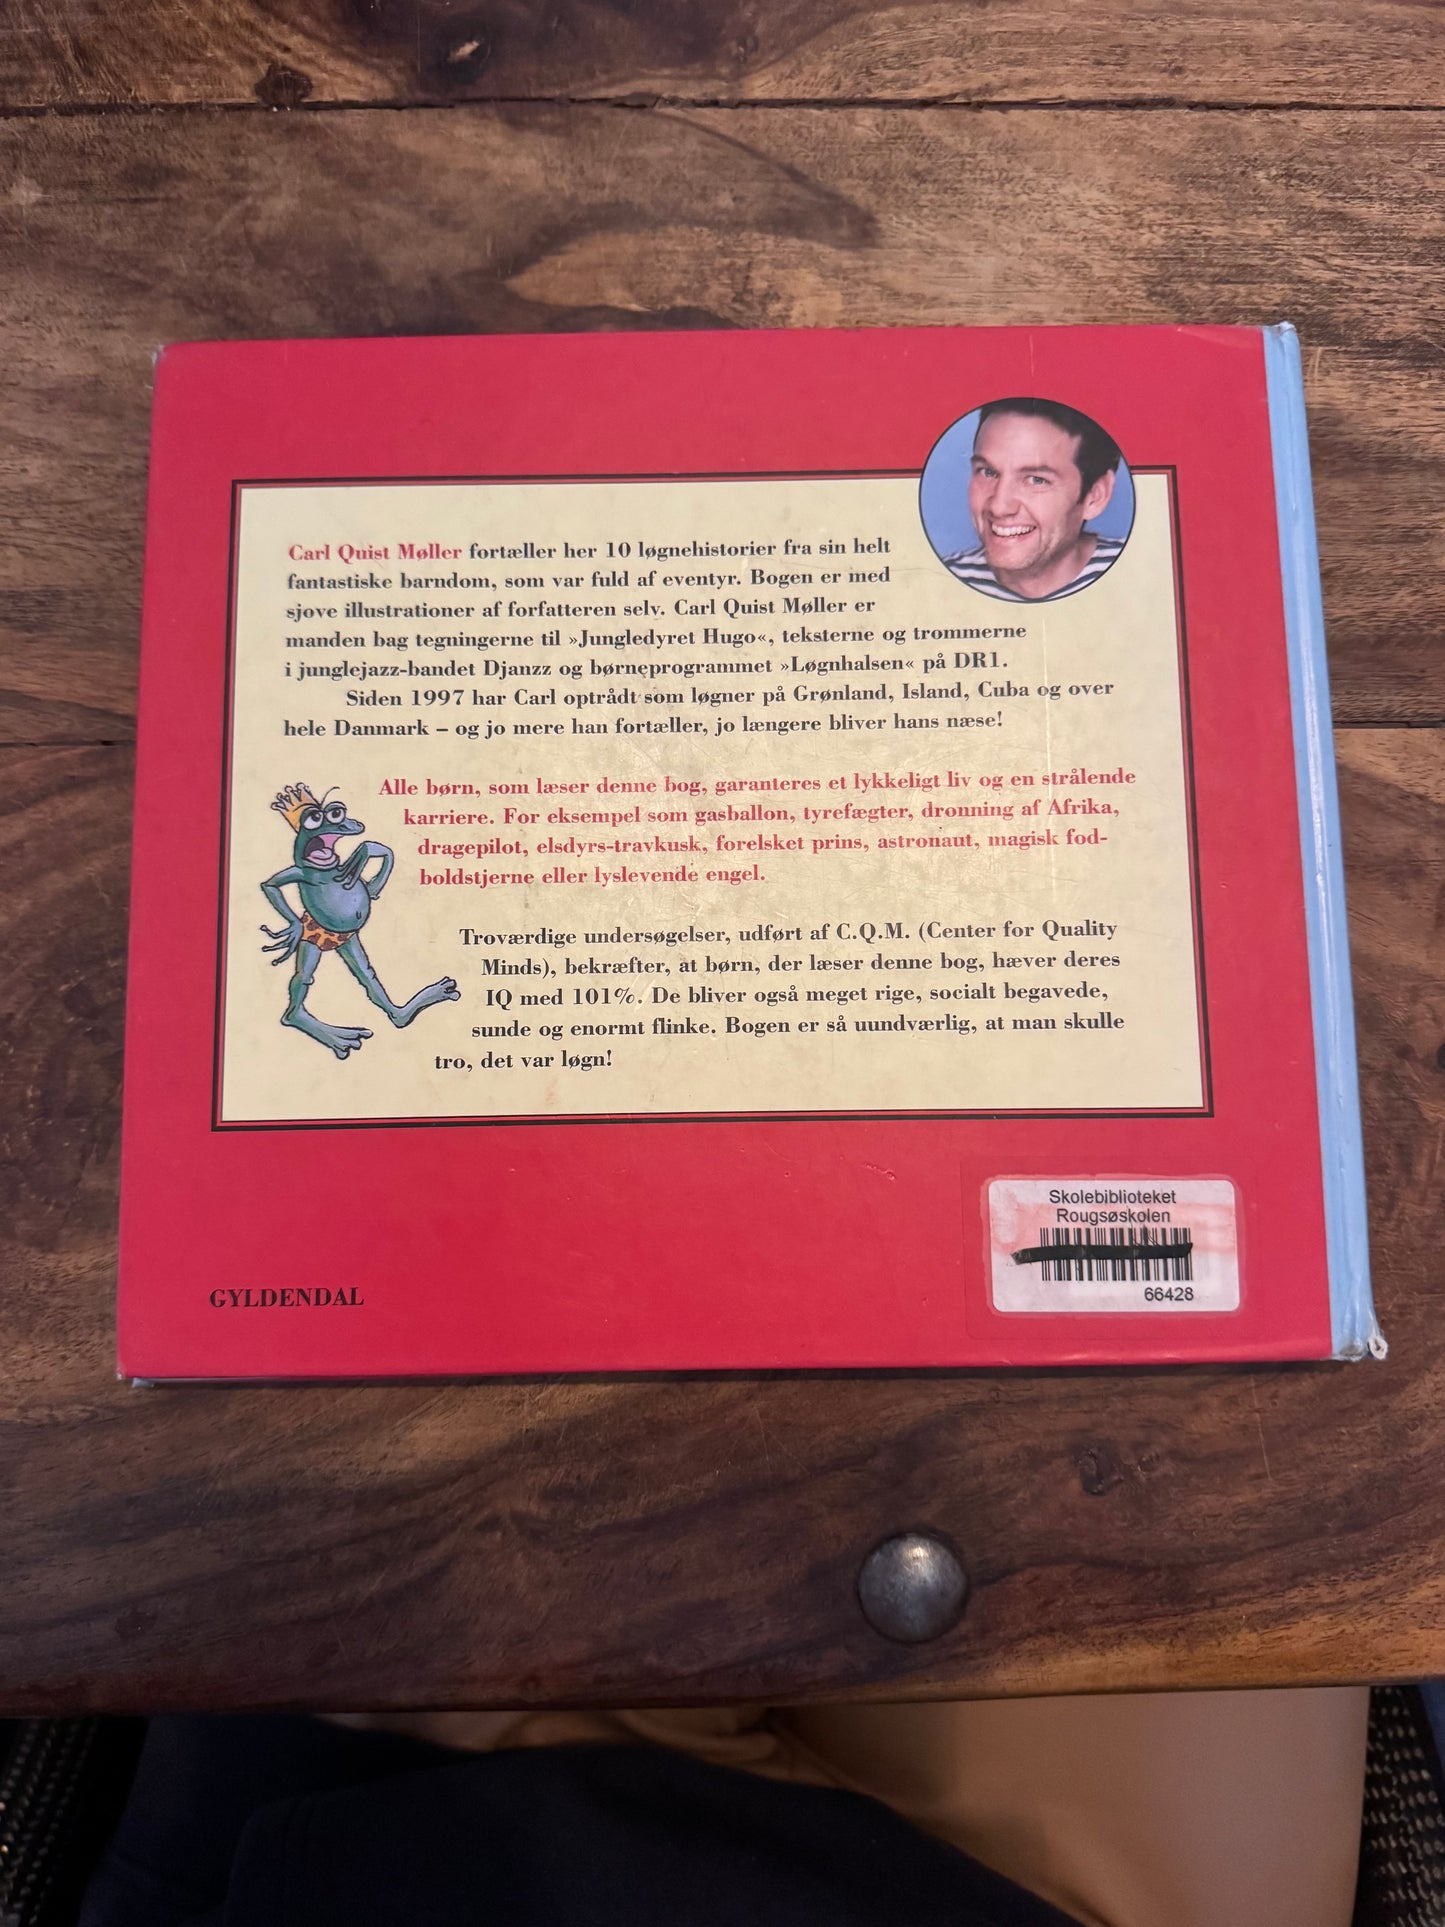 Carl Quist Møller fortæller her 10 løgnehistorier fra sin helt
fantastiske barndom, som var fuld af eventyr. Bogen er med
sjove illustrationer af forfatteren selv. Carl Quist Møller er
manden bag tegningerne til »Jungledyret Hugo«, teksterne og trommerne
i junglejazz-bandet Djanzz og børneprogrammet »Løgnhalsen« på DR1.
Siden 1997 har Carl optrådt som løgner på Grønland, Island, Cuba og over
hele Danmark – og jo mere han fortæller, jo længere bliver hans næse!
Alle børn, som læser denne bog, garanteres et lykkeligt liv og en strålende
karriere. For eksempel som gasballon, tyrefægter, dronning af Afrika,
dragepilot, elsdyrs-travkusk, forelsket prins, astronaut, magisk fod-
boldstjerne eller lyslevende engel.
Troværdige undersøgelser, udført af C.Q.M. (Center for Quality
Minds), bekræfter, at børn, der læser denne bog, hæver deres
IQ med 101%. De bliver også meget rige, socialt begavede,
sunde og enormt flinke. Bogen er så uundværlig, at man skulle
tro, det var løgn!
GYLDENDAL
Skolebiblioteket
Rougsøskolen
66428